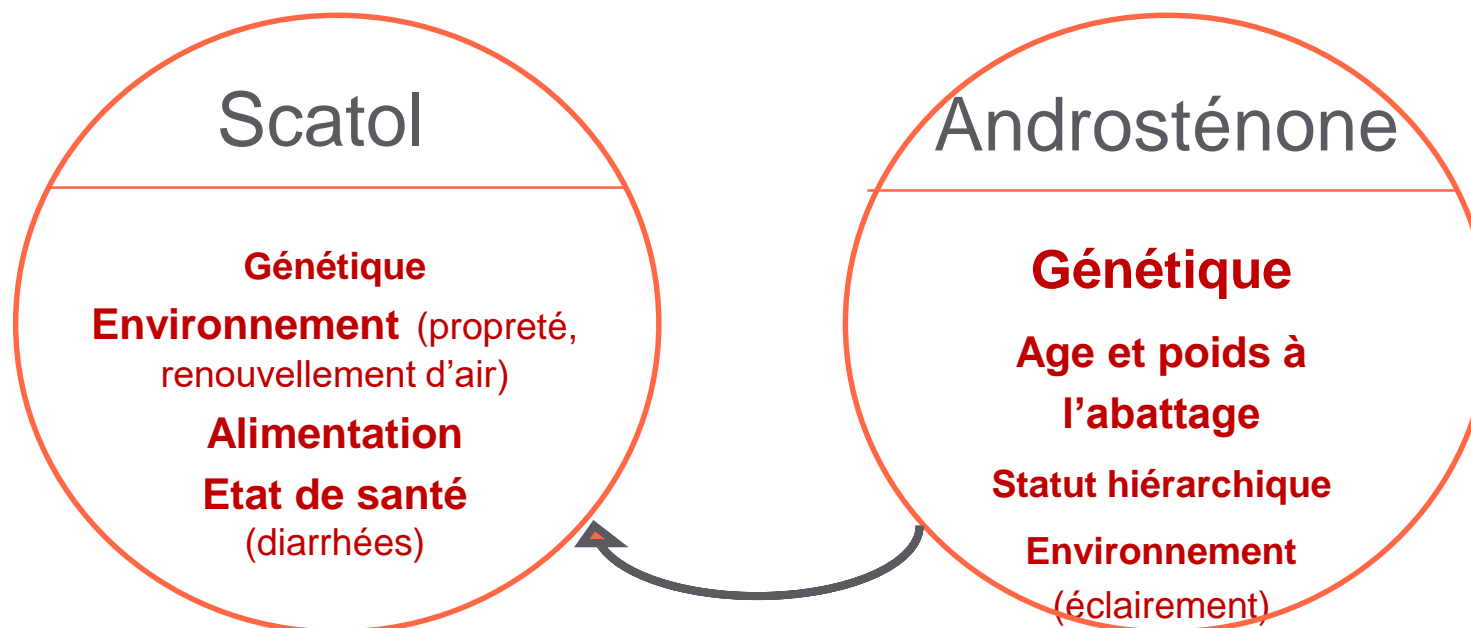 Scatol
Génétique
Environnement (propreté,
renouvellement d’air)
Alimentation
Etat de santé
(diarrhées)
Androsténone
Génétique
Age et poids à
l’abattage
Statut hiérarchique
Environnement
(éclairement)